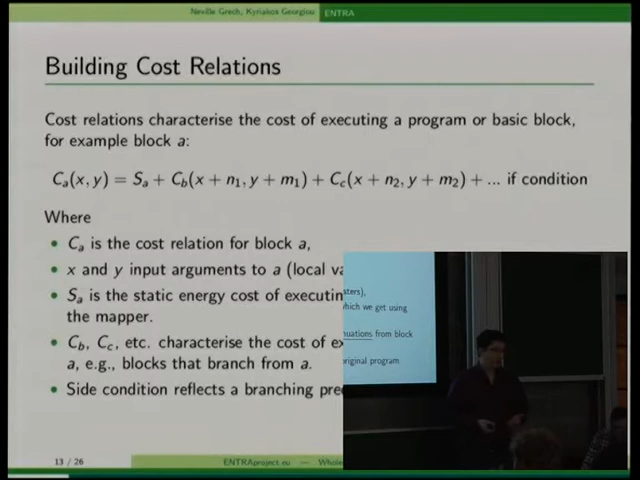 Neville Grech, Kyriakos Georgiou ENTRA
Building Cost Relations
Cost relations characterise the cost of executing a program or basic block,
for example block a:
Cₐ(x, y) = Sₐ + C_b(x + n₁, y + m₁) + C_c(x + n₂, y + m₂) + ... if condition
Where
• Cₐ is the cost relation for block a,
• x and y input arguments to a (local va
• Sₐ is the static energy cost of executin
the mapper.
• C_b, C_c, etc. characterise the cost of ex
a, e.g., blocks that branch from a.
• Side condition reflects a branching pre
13 / 26 ENTRAproject.eu — Whole
ters),
hich we get using
nuations from block
original program